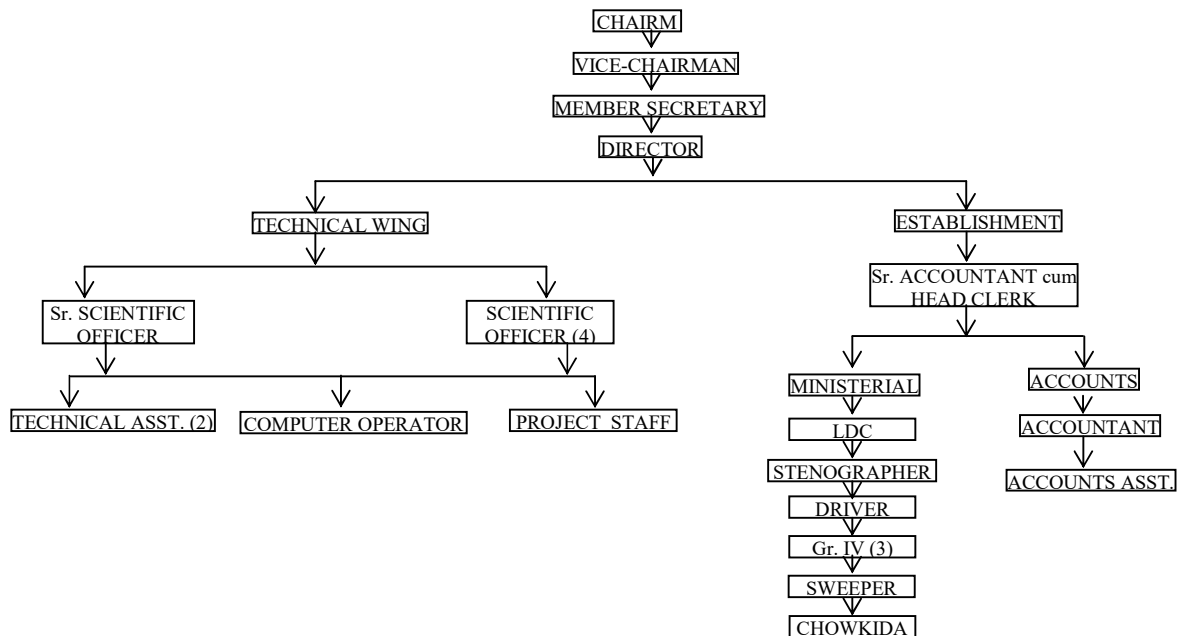 CHAIRM
VICE-CHAIRMAN
MEMBER SECRETARY
DIRECTOR
TECHNICAL WING
ESTABLISHMENT
Sr. ACCOUNTANT cum
HEAD CLERK
Sr. SCIENTIFIC
OFFICER
SCIENTIFIC
OFFICER (4)
MINISTERIAL
ACCOUNTS
TECHNICAL ASST. (2)
COMPUTER OPERATOR
PROJECT STAFF
LDC
ACCOUNTANT
STENOGRAPHER
ACCOUNTS ASST.
DRIVER
Gr. IV (3)
SWEEPER
CHOWKIDA